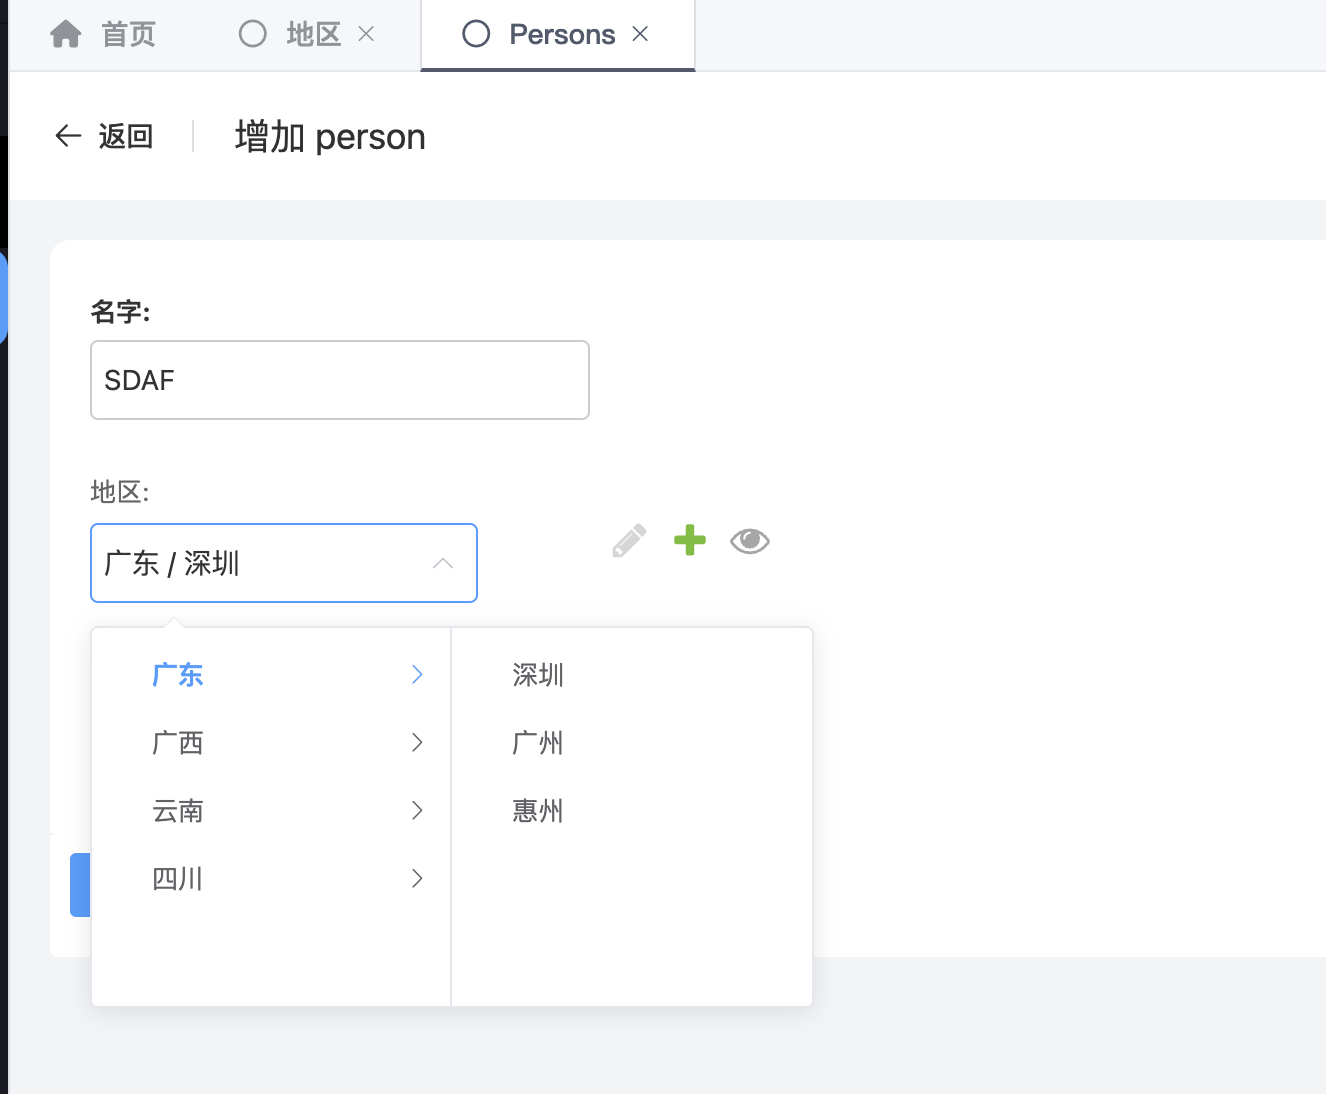 首页 地区 Persons
返回 增加 person
名字:
SDAF
地区:
广东 / 深圳
广东 深圳
广西 广州
云南 惠州
四川